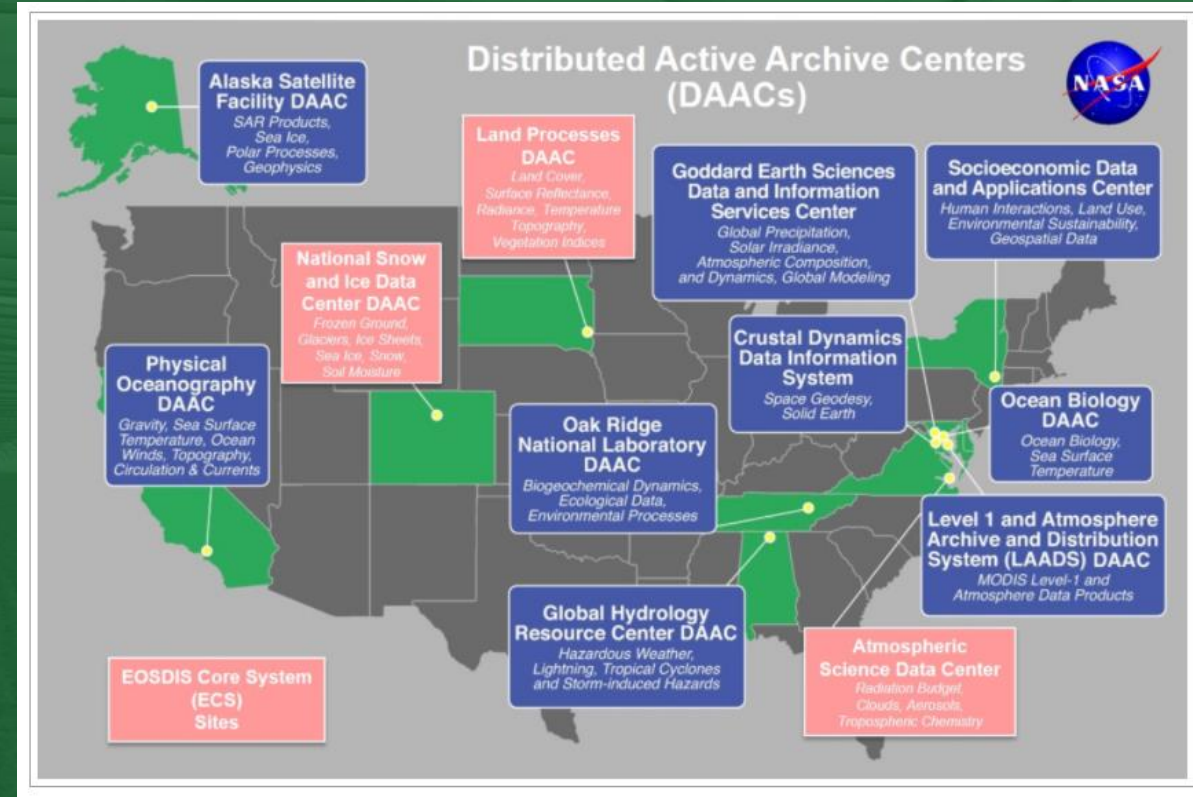 Distributed Active Archive Centers
(DAACs)
NASA
Alaska Satellite
Facility DAAC
SAR Products,
Sea Ice,
Polar Processes,
Geophysics
Land Processes
DAAC
Land Cover,
Surface Reflectance,
Radiance, Temperature
Topography,
Vegetation Indices
Goddard Earth Sciences
Data and Information
Services Center
Global Precipitation,
Solar Irradiance,
Atmospheric Composition,
and Dynamics, Global Modeling
Socioeconomic Data
and Applications Center
Human Interactions, Land Use,
Environmental Sustainability,
Geospatial Data
National Snow
and Ice Data
Center DAAC
Frozen Ground,
Glaciers, Ice Sheets,
Sea Ice, Snow,
Soil Moisture
Crustal Dynamics
Data Information
System
Space Geodesy,
Solid Earth
Physical
Oceanography
DAAC
Gravity, Sea Surface
Temperature, Ocean
Winds, Topography,
Circulation & Currents
Oak Ridge
National Laboratory
DAAC
Biogeochemical Dynamics,
Ecological Data,
Environmental Processes
Ocean Biology
DAAC
Ocean Biology,
Sea Surface
Temperature
Level 1 and Atmosphere
Archive and Distribution
System (LAADS) DAAC
MODIS Level-1 and
Atmosphere Data Products
Global Hydrology
Resource Center DAAC
Hazardous Weather,
Lightning, Tropical Cyclones
and Storm-induced Hazards
Atmospheric
Science Data Center
Radiation Budget,
Clouds, Aerosols,
Tropospheric Chemistry
EOSDIS Core System
(ECS)
Sites